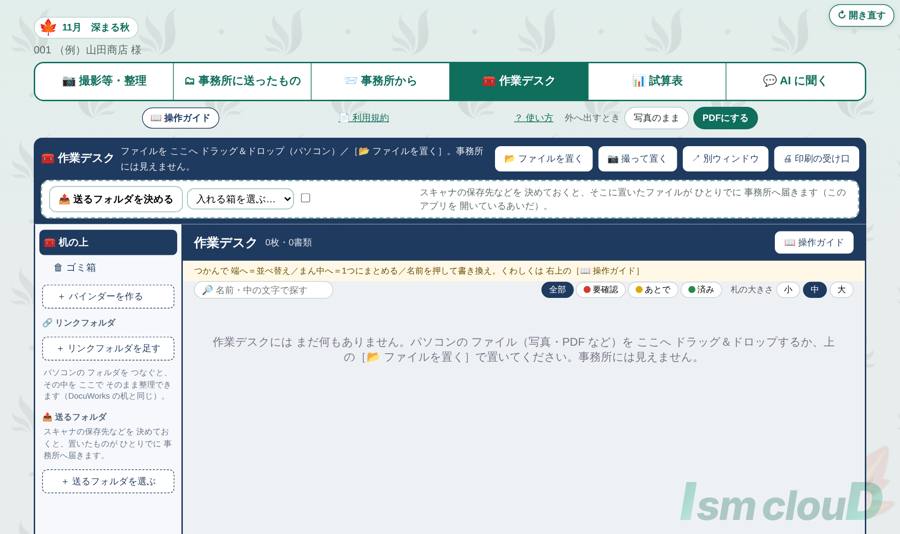 11月 深まる秋
開き直す
001 (例)山田商店 様
撮影等・整理
事務所に送ったもの
事務所から
作業デスク
試算表
AI に聞く
操作ガイド
利用規約
? 使い方
外へ出すとき
写真のまま
PDFにする
作業デスク
ファイルを ここへ ドラッグ&ドロップ(パソコン)/[📂 ファイルを置く]。事務所
には見えません。
ファイルを置く
撮って置く
別ウィンドウ
印刷の受け口
送るフォルダを決める
入れる箱を選ぶ…
スキャナの保存先などを 決めておくと、そこに置いたファイルが ひとりでに 事務所へ届きます(この
アプリを 開いているあいだ)。
机の上
ゴミ箱
+ バインダーを作る
リンクフォルダ
+ リンクフォルダを足す
パソコンの フォルダを つなぐと、
その中を ここで そのまま整理でき
ます(DocuWorks の机と同じ)。
送るフォルダ
スキャナの保存先などを 決めてお
くと、置いたものが ひとりでに 事
務所へ届きます。
+ 送るフォルダを選ぶ
作業デスク
0枚・0書類
操作ガイド
つかんで 端へ=並べ替え/まん中へ=1つにまとめる/名前を押して書き換え。くわしくは 右上の[📖 操作ガイド]
名前・中の文字で探す
全部
要確認
あとで
済み
札の大きさ
小
中
大
作業デスクには まだ何もありません。パソコンの ファイル(写真・PDF など)を ここへ ドラッグ&ドロップするか、上
の[📂 ファイルを置く]で置いてください。事務所には見えません。
Ism clouD